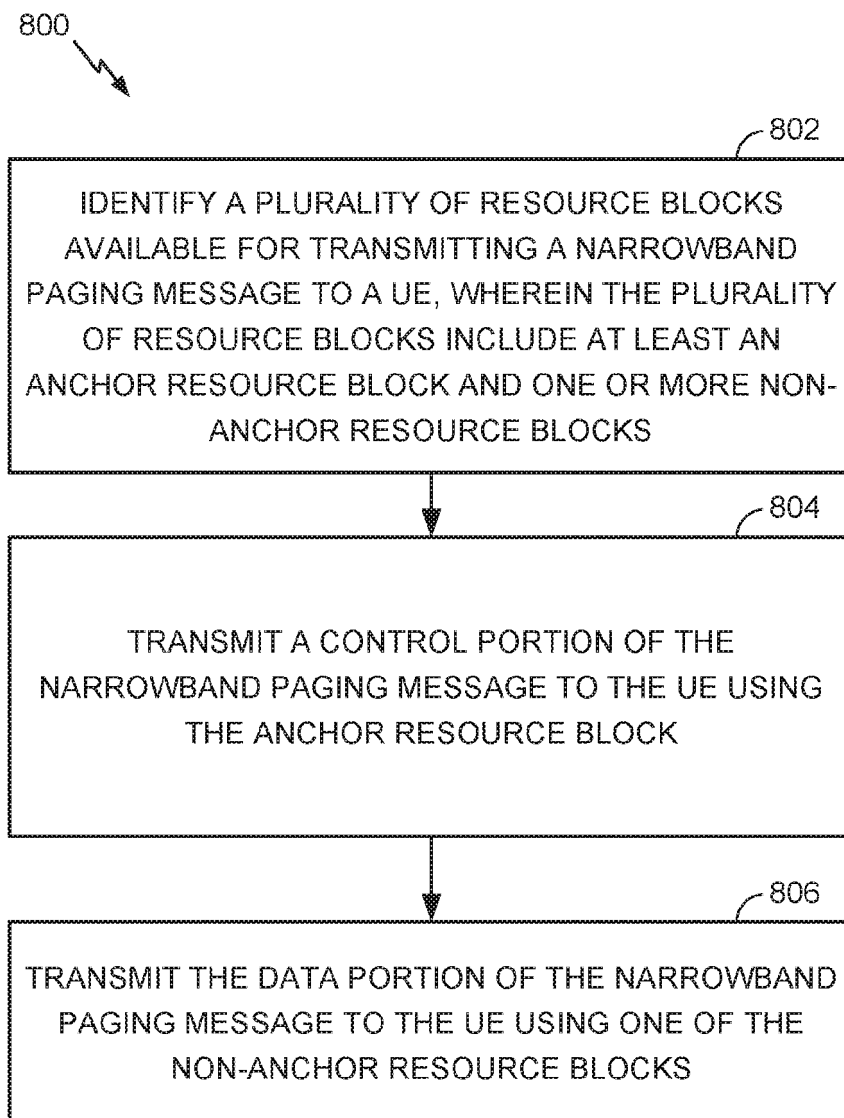 800
802
IDENTIFY A PLURALITY OF RESOURCE BLOCKS
AVAILABLE FOR TRANSMITTING A NARROWBAND
PAGING MESSAGE TO A UE, WHEREIN THE PLURALITY
OF RESOURCE BLOCKS INCLUDE AT LEAST AN
ANCHOR RESOURCE BLOCK AND ONE OR MORE NON-
ANCHOR RESOURCE BLOCKS
804
TRANSMIT A CONTROL PORTION OF THE
NARROWBAND PAGING MESSAGE TO THE UE USING
THE ANCHOR RESOURCE BLOCK
806
TRANSMIT THE DATA PORTION OF THE NARROWBAND
PAGING MESSAGE TO THE UE USING ONE OF THE
NON-ANCHOR RESOURCE BLOCKS